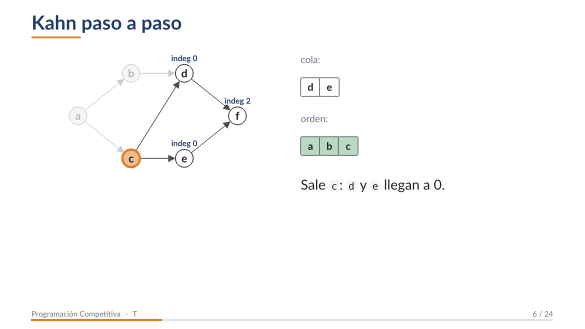 Kahn paso a paso
indeg 0
cola:
b
d
d e
indeg 2
a
f
orden:
indeg 0
a b c
c
e
Sale c: d y e llegan a 0.
Programación Competitiva · T
6 / 24